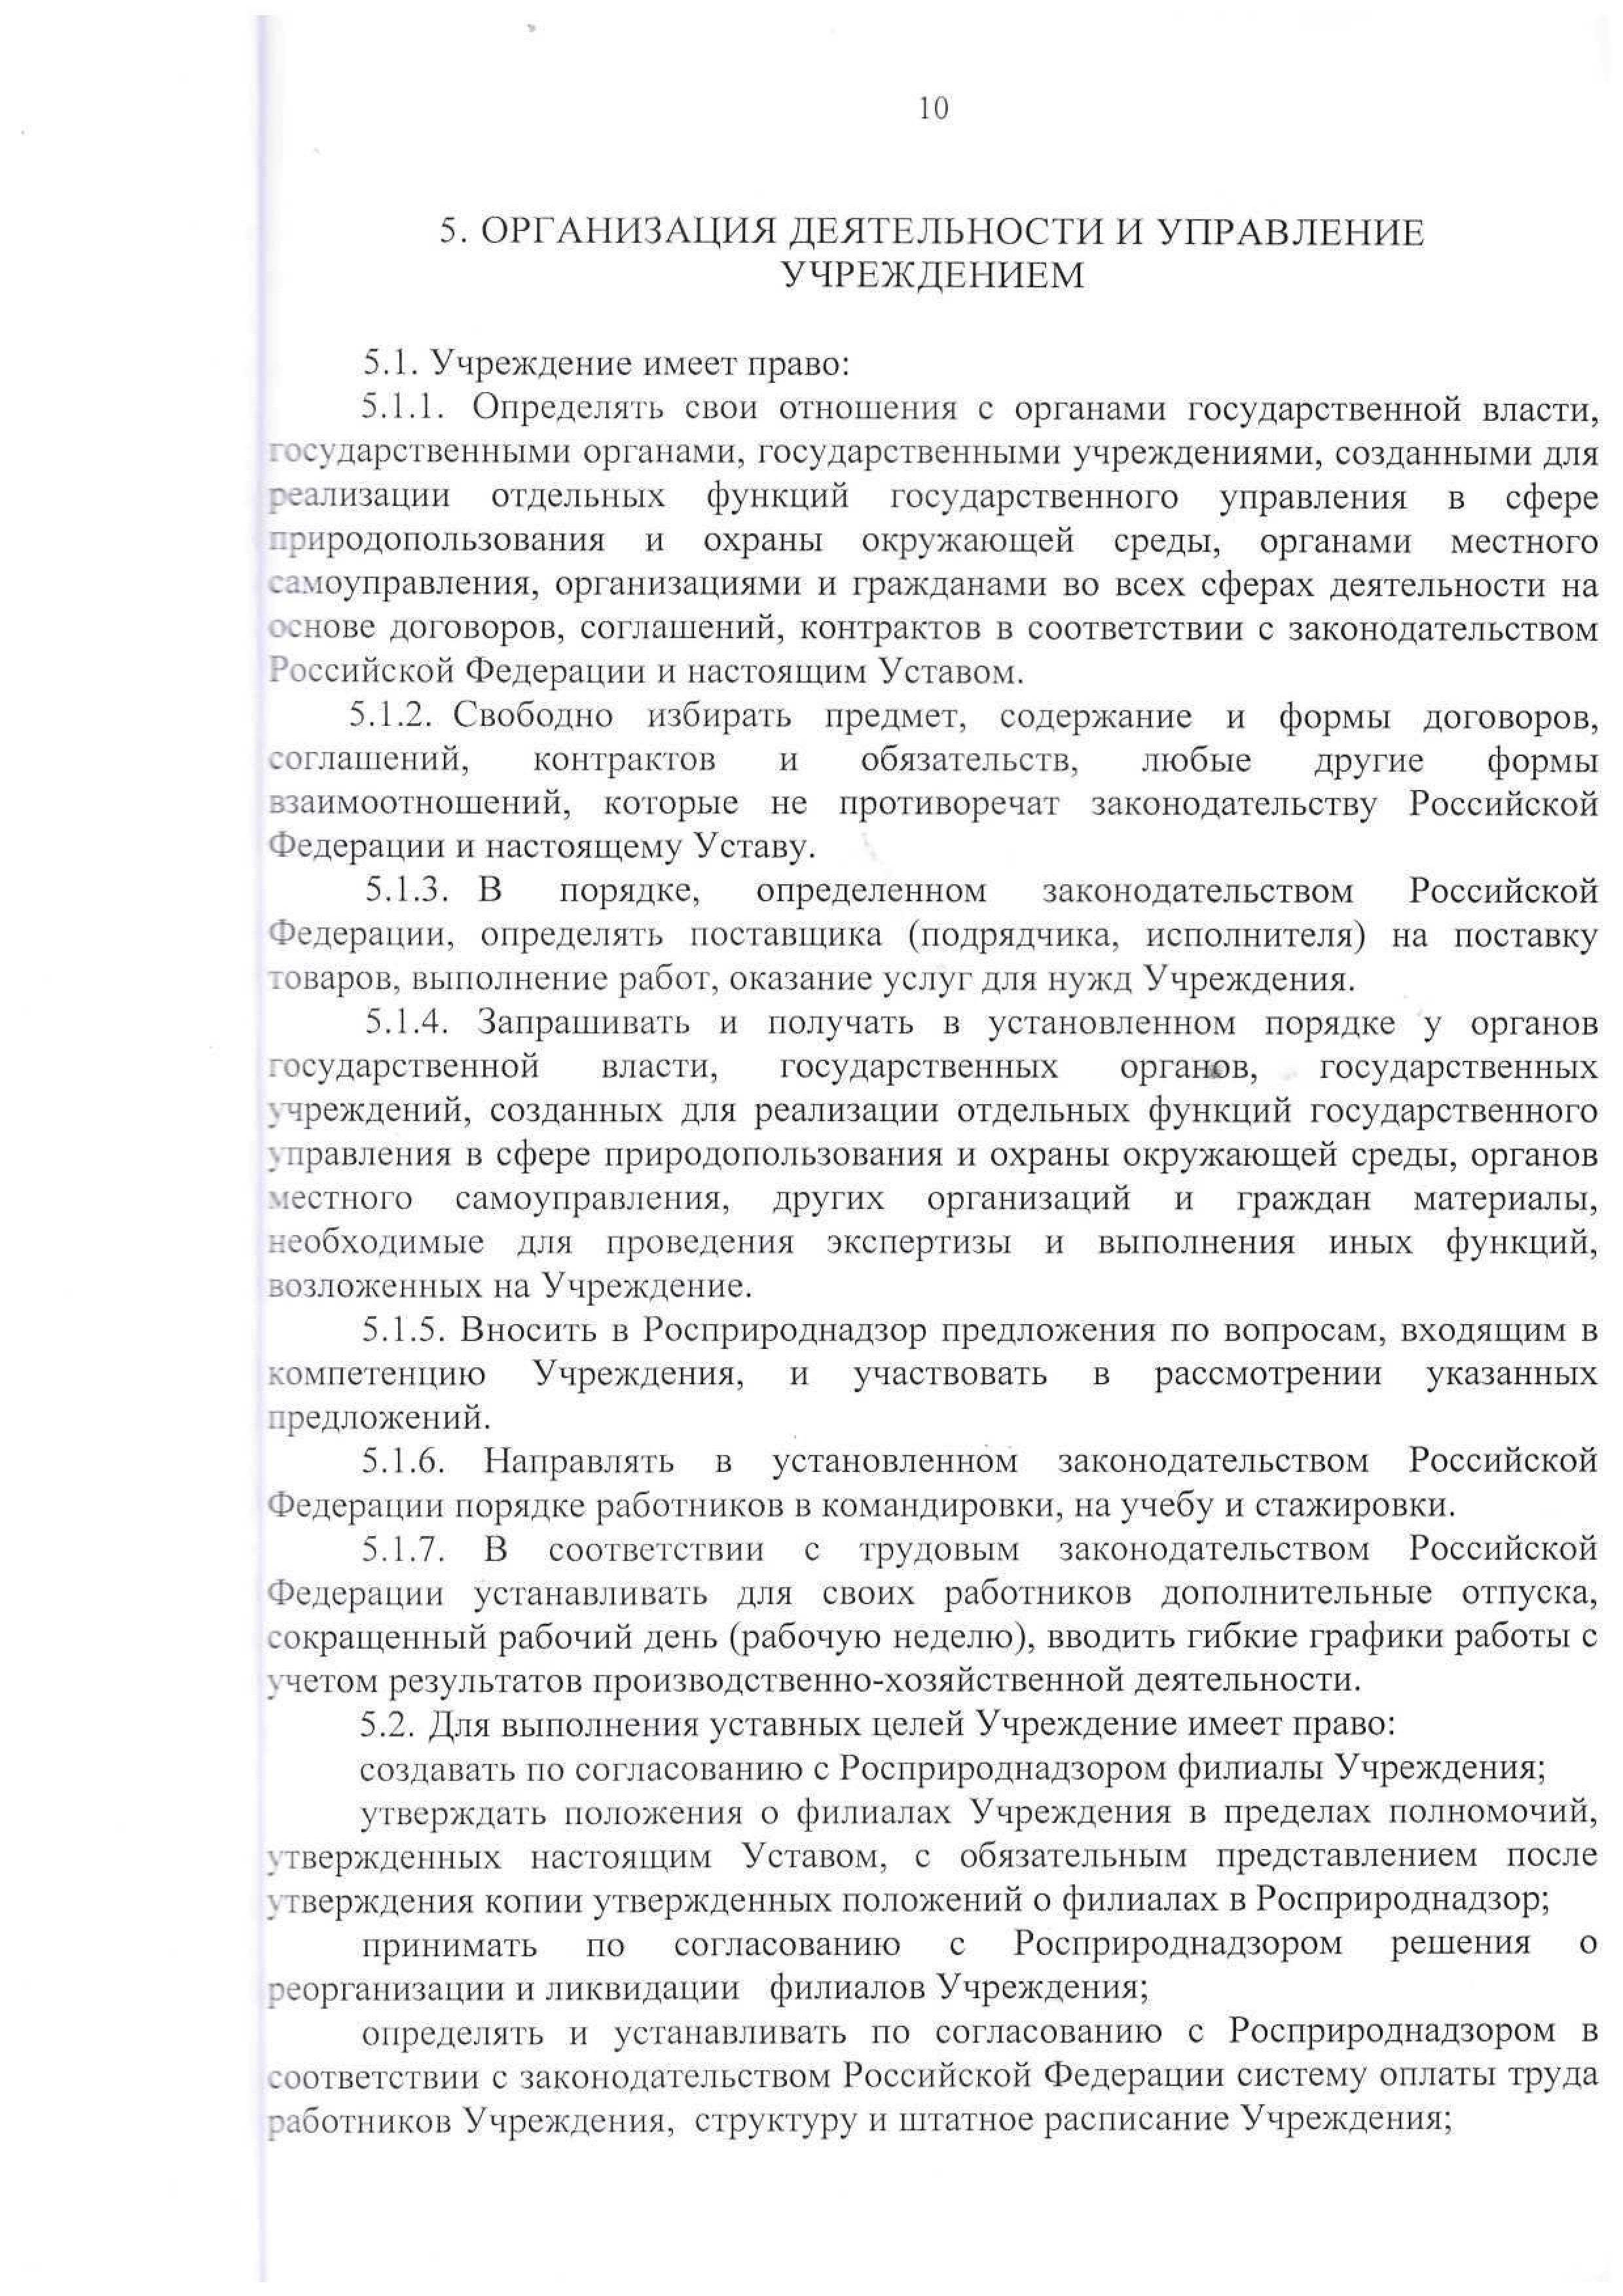 10
5. ОРГАНИЗАЦИЯ ДЕЯТЕЛЬНОСТИ И УПРАВЛЕНИЕ
УЧРЕЖДЕНИЕМ
5.1. Учреждение имеет право:
5.1.1. Определять свои отношения с органами государственной власти,
государственными органами, государственными учреждениями, созданными для
реализации отдельных функций государственного управления в сфере
природопользования и охраны окружающей среды, органами местного
самоуправления, организациями и гражданами во всех сферах деятельности на
основе договоров, соглашений, контрактов в соответствии с законодательством
Российской Федерации и настоящим Уставом.
5.1.2. Свободно избирать предмет, содержание и формы договоров,
соглашений, контрактов и обязательств, любые другие формы
взаимоотношений, которые не противоречат законодательству Российской
Федерации и настоящему Уставу.
5.1.3. В порядке, определенном законодательством Российской
Федерации, определять поставщика (подрядчика, исполнителя) на поставку
товаров, выполнение работ, оказание услуг для нужд Учреждения.
5.1.4. Запрашивать и получать в установленном порядке у органов
государственной власти, государственных органов, государственных
учреждений, созданных для реализации отдельных функций государственного
управления в сфере природопользования и охраны окружающей среды, органов
местного самоуправления, других организаций и граждан материалы,
необходимые для проведения экспертизы и выполнения иных функций,
возложенных на Учреждение.
5.1.5. Вносить в Росприроднадзор предложения по вопросам, входящим в
компетенцию Учреждения, и участвовать в рассмотрении указанных
предложений.
5.1.6. Направлять в установленном законодательством Российской
Федерации порядке работников в командировки, на учебу и стажировки.
5.1.7. В соответствии с трудовым законодательством Российской
Федерации устанавливать для своих работников дополнительные отпуска,
сокращенный рабочий день (рабочую неделю), вводить гибкие графики работы с
учетом результатов производственно-хозяйственной деятельности.
5.2. Для выполнения уставных целей Учреждение имеет право:
создавать по согласованию с Росприроднадзором филиалы Учреждения;
утверждать положения о филиалах Учреждения в пределах полномочий,
утвержденных настоящим Уставом, с обязательным представлением после
утверждения копии утвержденных положений о филиалах в Росприроднадзор;
принимать по согласованию с Росприроднадзором решения о
реорганизации и ликвидации филиалов Учреждения;
определять и устанавливать по согласованию с Росприроднадзором в
соответствии с законодательством Российской Федерации систему оплаты труда
работников Учреждения, структуру и штатное расписание Учреждения;